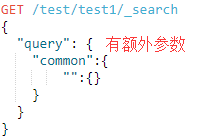 GET /test/test1/_search
{
"query": { 有额外参数
"common":{
"":{}
}
}
}